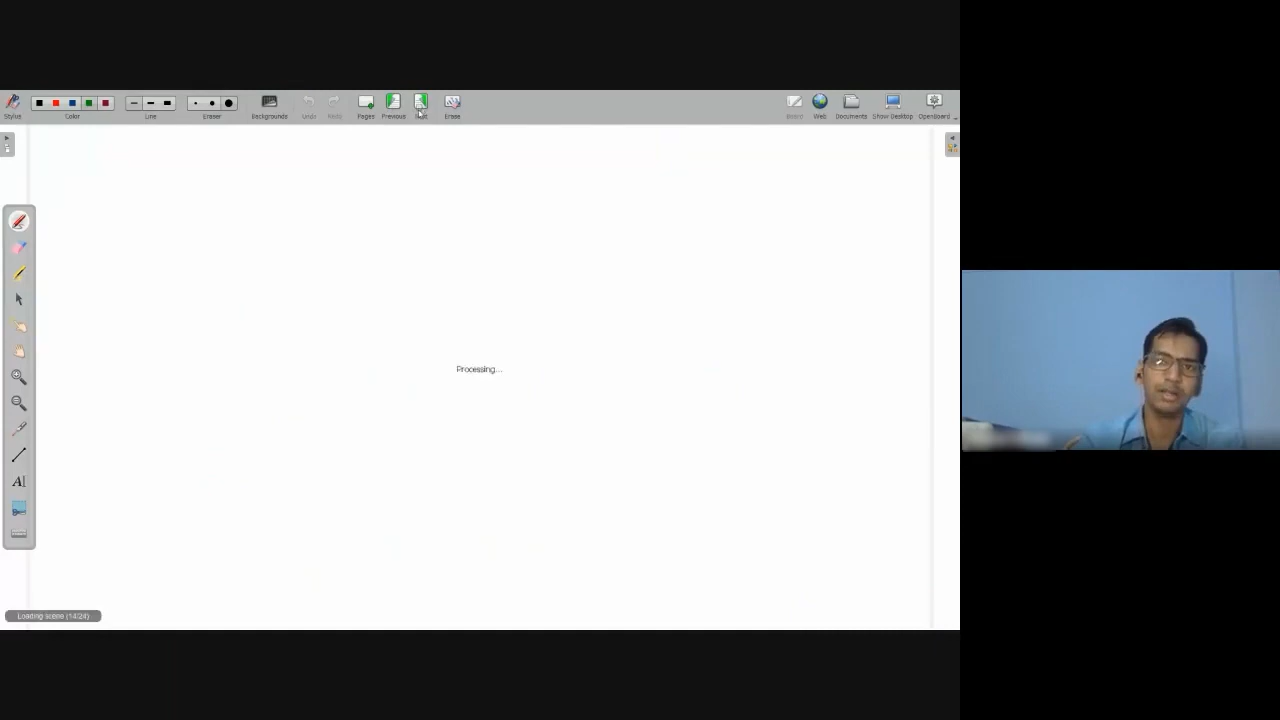 Stylus
Color
Line
Eraser
Backgrounds
Undo
Redo
Pages
Previous
Erase
Board
Web
Documents
Show Desktop
OpenBoard
AI
Processing...
Loading scene (14/24)